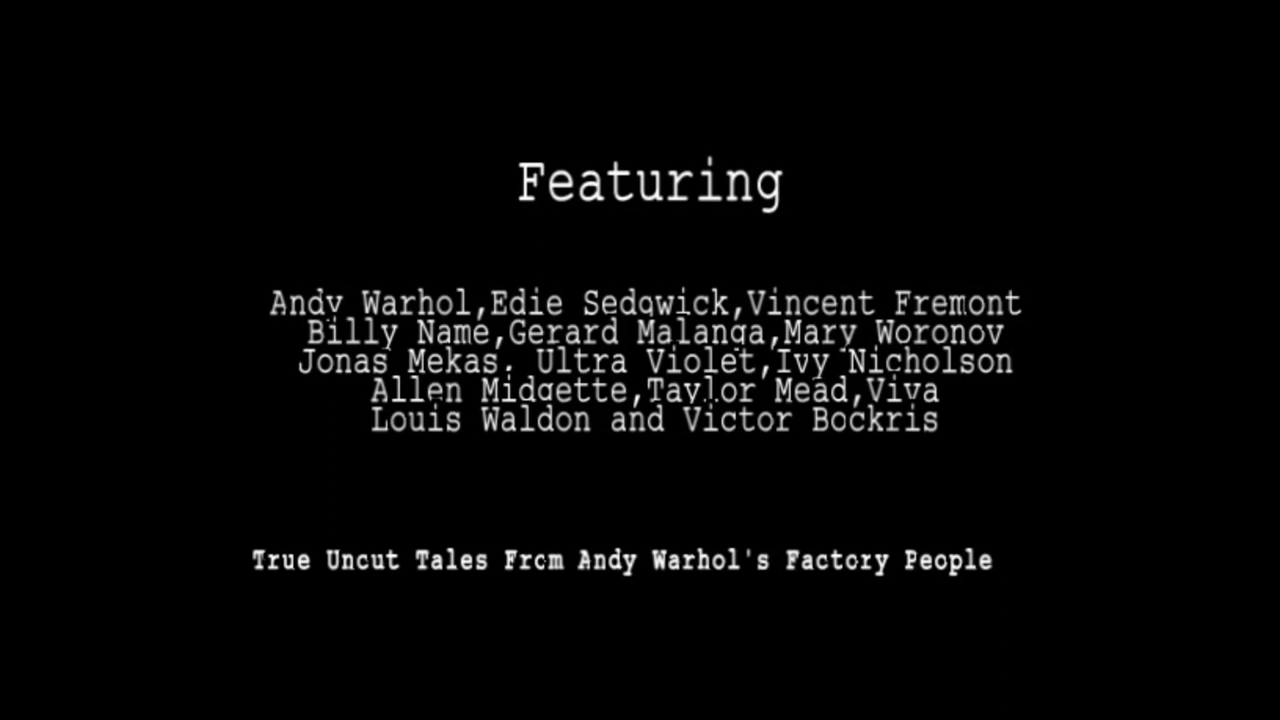 Featuring
Andy Warhol,Edie Sedgwick,Vincent Fremont
Billy Name,Gerard Malanga,Mary Woronov
Jonas Mekas, Ultra Violet,Ivy Nicholson
Allen Midgette,Taylor Mead,Viva
Louis Waldon and Victor Bockris
True Uncut Tales From Andy Warhol's Factory People